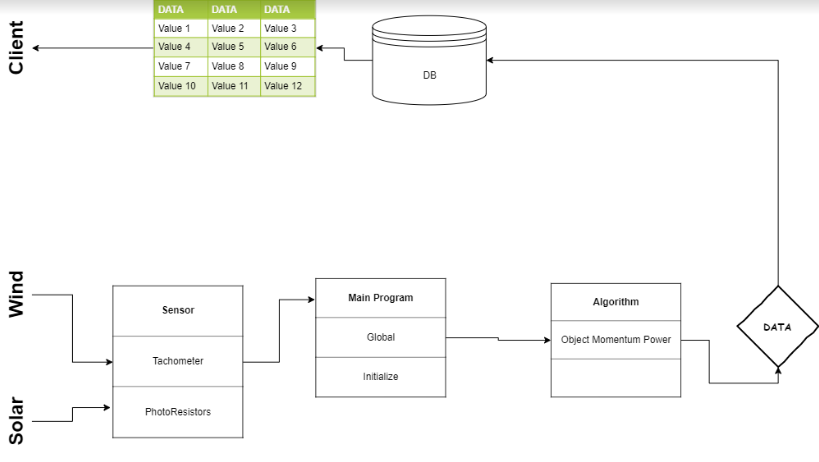 Client
DATA DATA DATA
Value 1 Value 2 Value 3
Value 4 Value 5 Value 6
Value 7 Value 8 Value 9
Value 10 Value 11 Value 12
DB
Wind
Solar
Sensor
Tachometer
PhotoResistors
Main Program
Global
Initialize
Algorithm
Object Momentum Power
DATA